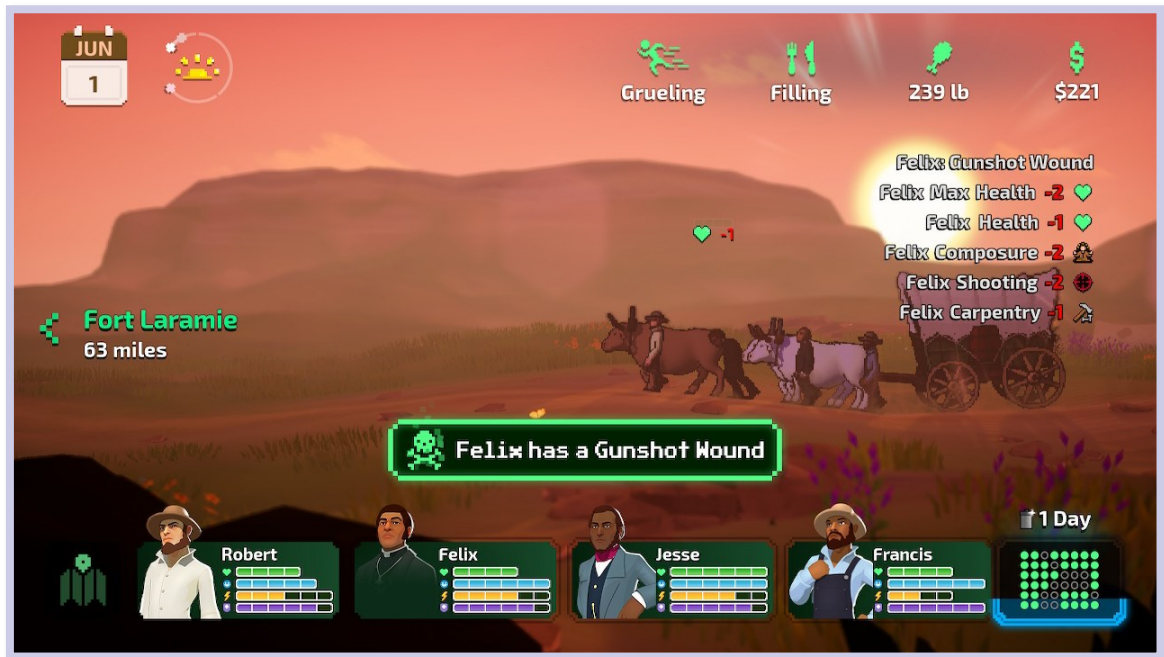 JUN
1
Grueling
Filling
239 lb
$221
Felix: Gunshot Wound
Felix Max Health -2
Felix Health -1
Felix Composure -2
Felix Shooting -2
Felix Carpentry -1
-1
Fort Laramie
63 miles
Felix has a Gunshot Wound
1 Day
Robert
Felix
Jesse
Francis